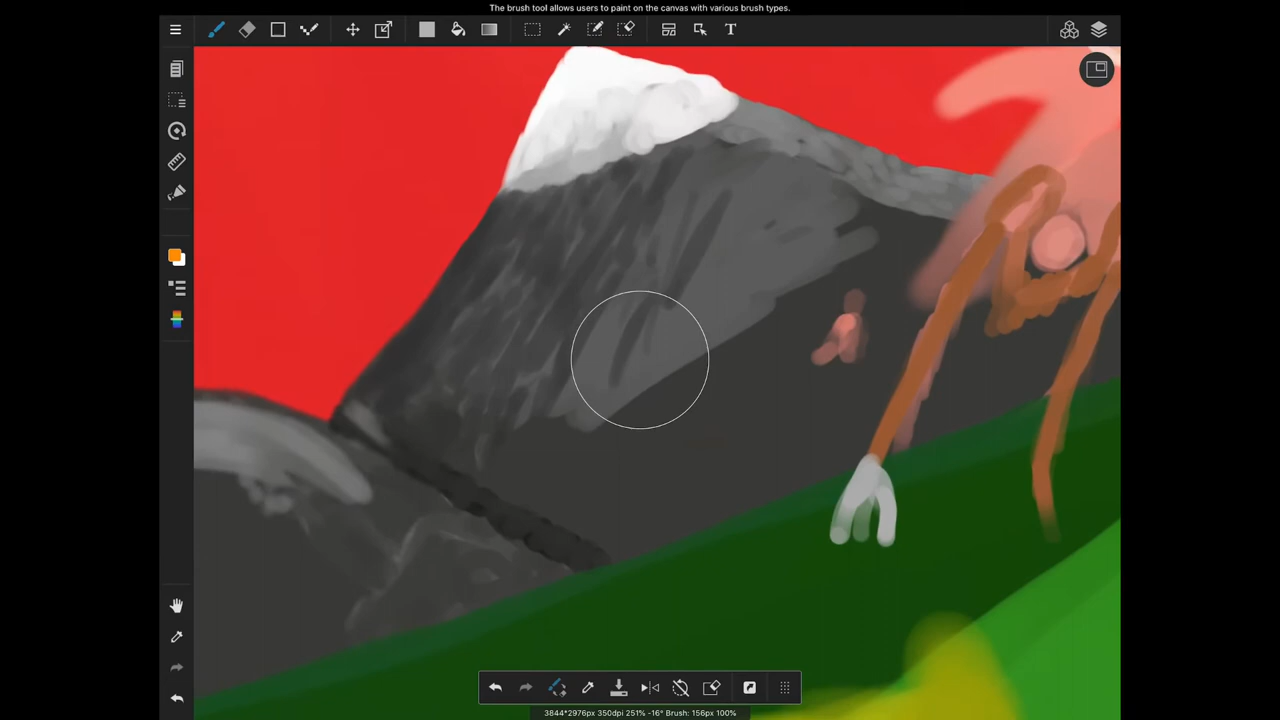 The brush tool allows users to paint on the canvas with various brush types.
T
3844*2976px 350dpi 251% -16° Brush: 156px 100%